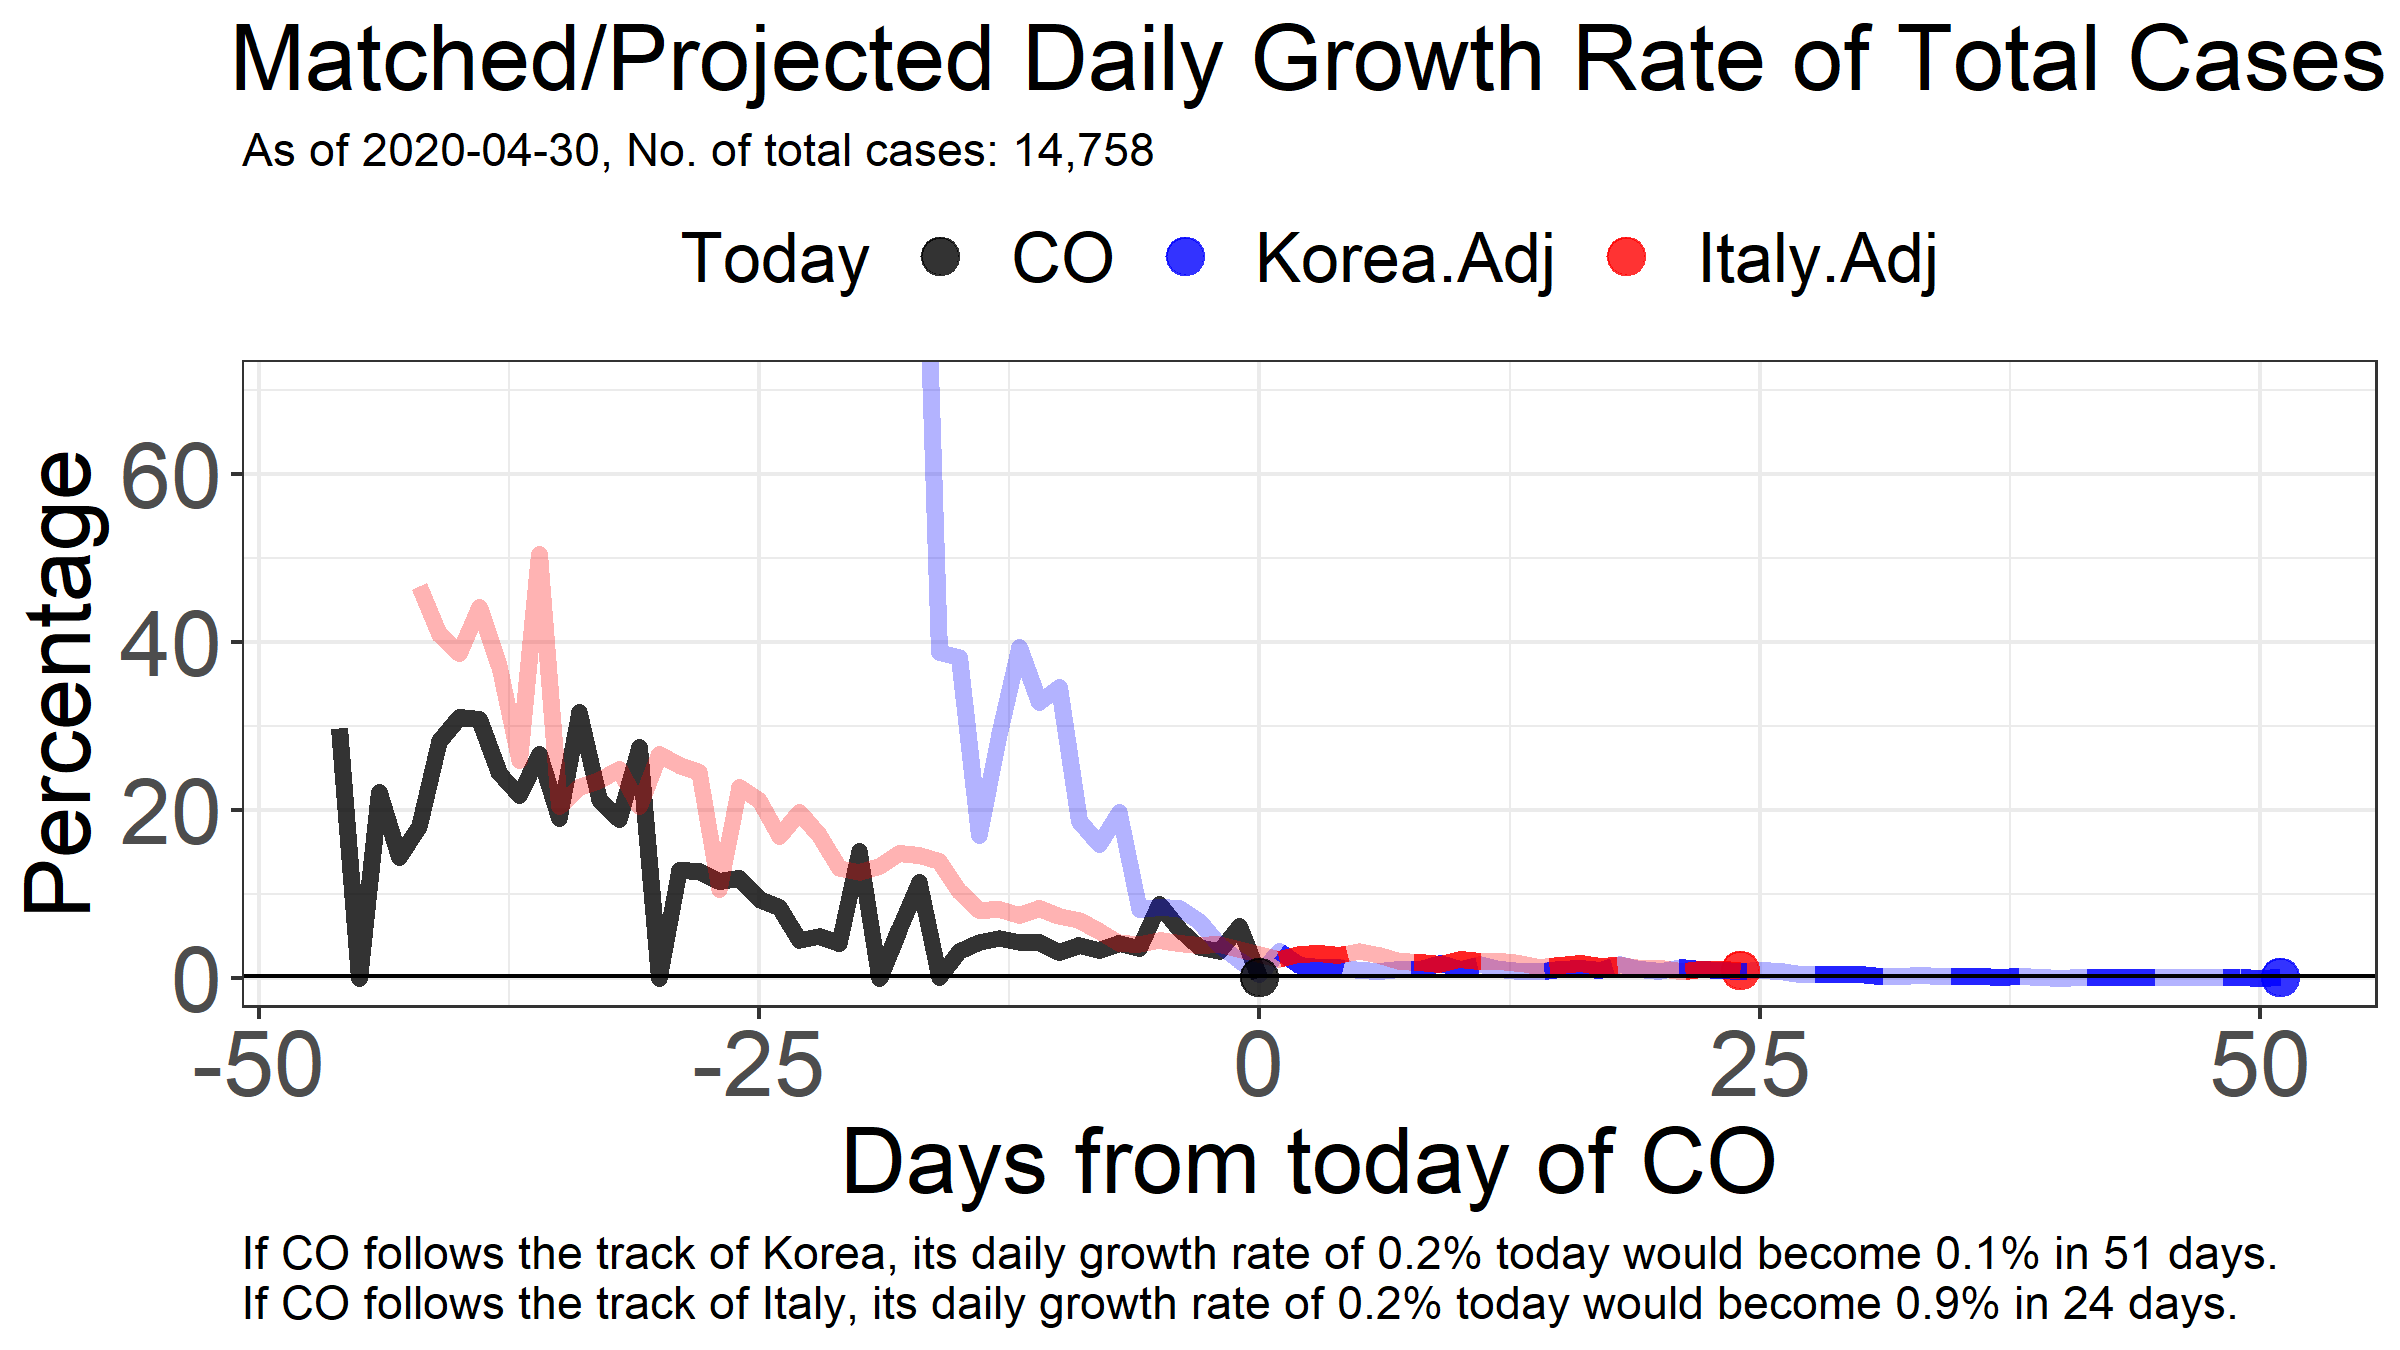 Matched/Projected Daily Growth Rate of Total Cases
As of 2020-04-30, No. of total cases: 14,758
Today CO Korea.Adj Italy.Adj
Percentage
60
40
20
0
-50 -25 0 25 50
Days from today of CO
If CO follows the track of Korea, its daily growth rate of 0.2% today would become 0.1% in 51 days.
If CO follows the track of Italy, its daily growth rate of 0.2% today would become 0.9% in 24 days.